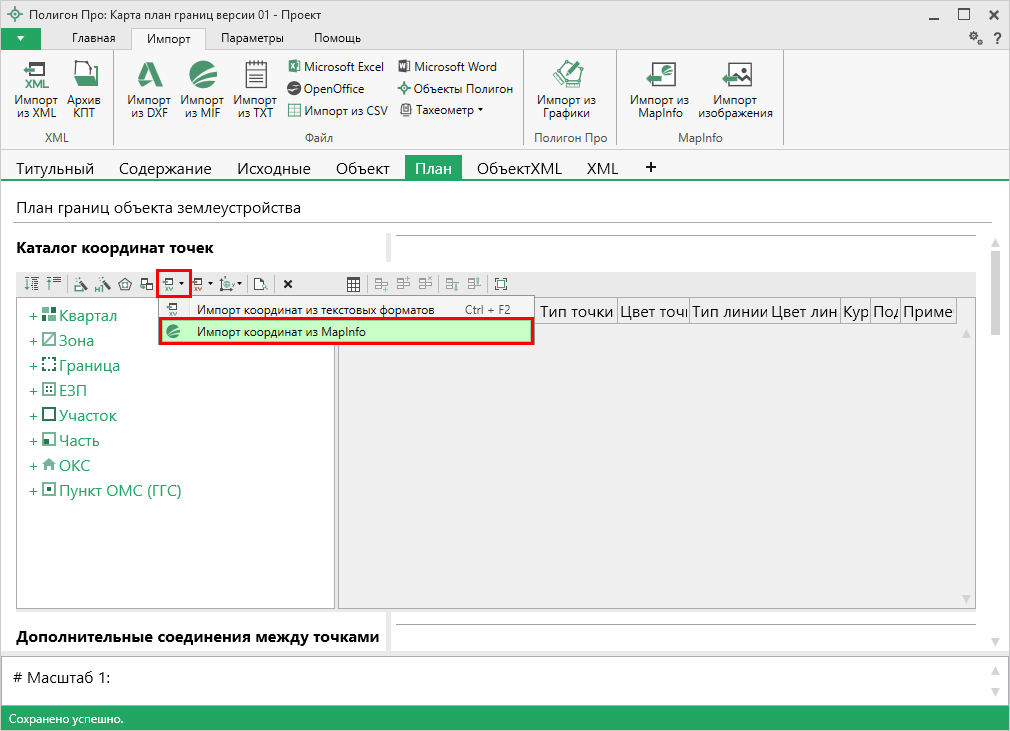 Полигон Про: Карта план границ версии 01 - Проект
Главная Импорт Параметры Помощь ?
XML
Импорт из XML
Архив КПТ
XML
Импорт из DXF
Импорт из MIF
Импорт из TXT
Microsoft Excel
OpenOffice
Импорт из CSV
Microsoft Word
Объекты Полигон
Тахеометр
Файл
Импорт из Графики
Полигон Про
Импорт из MapInfo
Импорт изображения
MapInfo
Титульный Содержание Исходные Объект План ОбъектXML XML +
План границ объекта землеустройства
Каталог координат точек
Импорт координат из текстовых форматов Ctrl + F2
Импорт координат из MapInfo
Тип точки Цвет точ Тип линии Цвет лин Кур Под Приме
+ Квартал
+ Зона
+ Граница
+ ЕЗП
+ Участок
+ Часть
+ ОКС
+ Пункт ОМС (ГГС)
Дополнительные соединения между точками
# Масштаб 1:
Сохранено успешно.